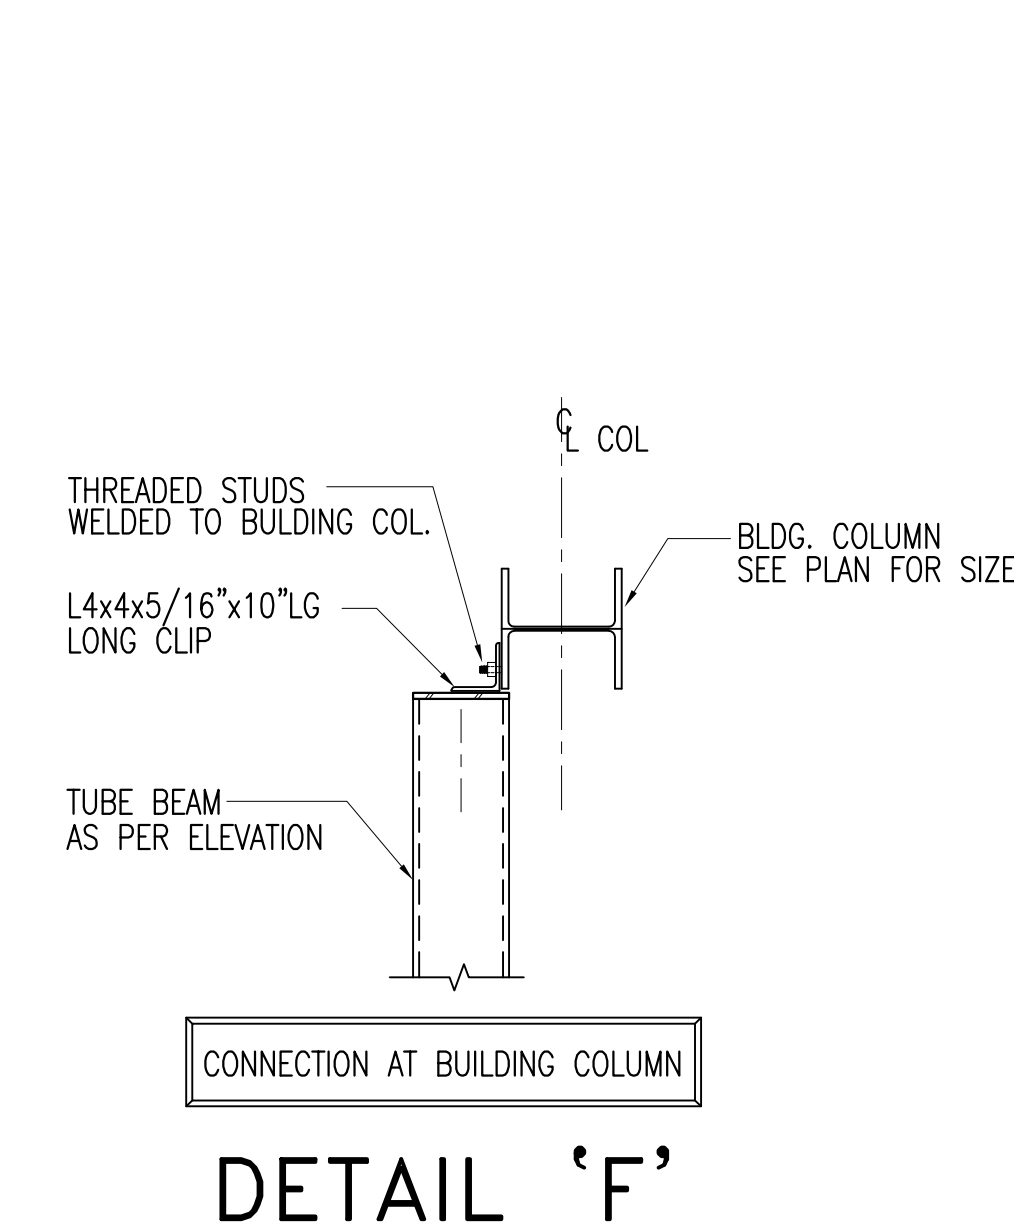 C
L COL
THREADED STUDS
WELDED TO BULDING COL.
BLDG. COLUMN
SEE PLAN FOR SIZE
L4x4x5/16”x10”LG
LONG CLIP
TUBE BEAM
AS PER ELEVATION
CONNECTION AT BUILDING COLUMN
DETAIL ‘F’